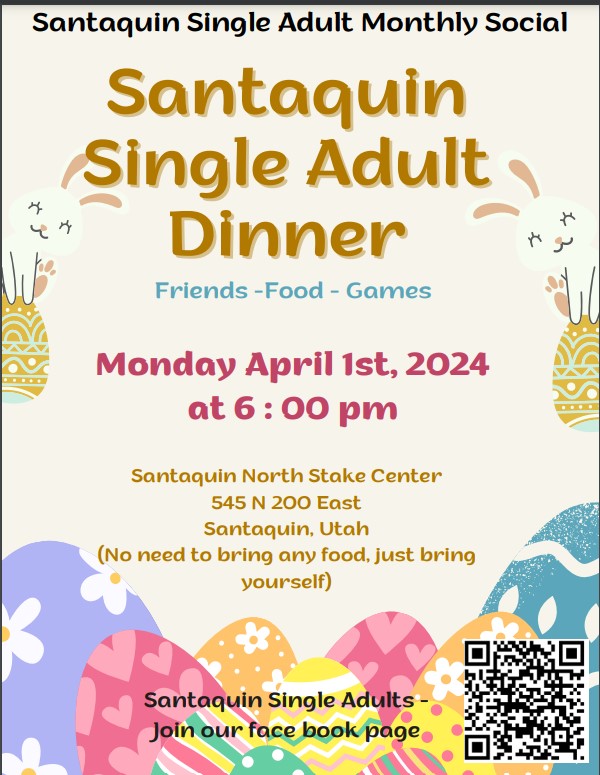 Santaquin Single Adult Monthly Social
Santaquin
Single Adult
Dinner
Friends -Food - Games
Monday April 1st, 2024
at 6 : 00 pm
Santaquin North Stake Center
545 N 200 East
Santaquin, Utah
(No need to bring any food, just bring
yourself)
Santaquin Single Adults -
Join our face book page